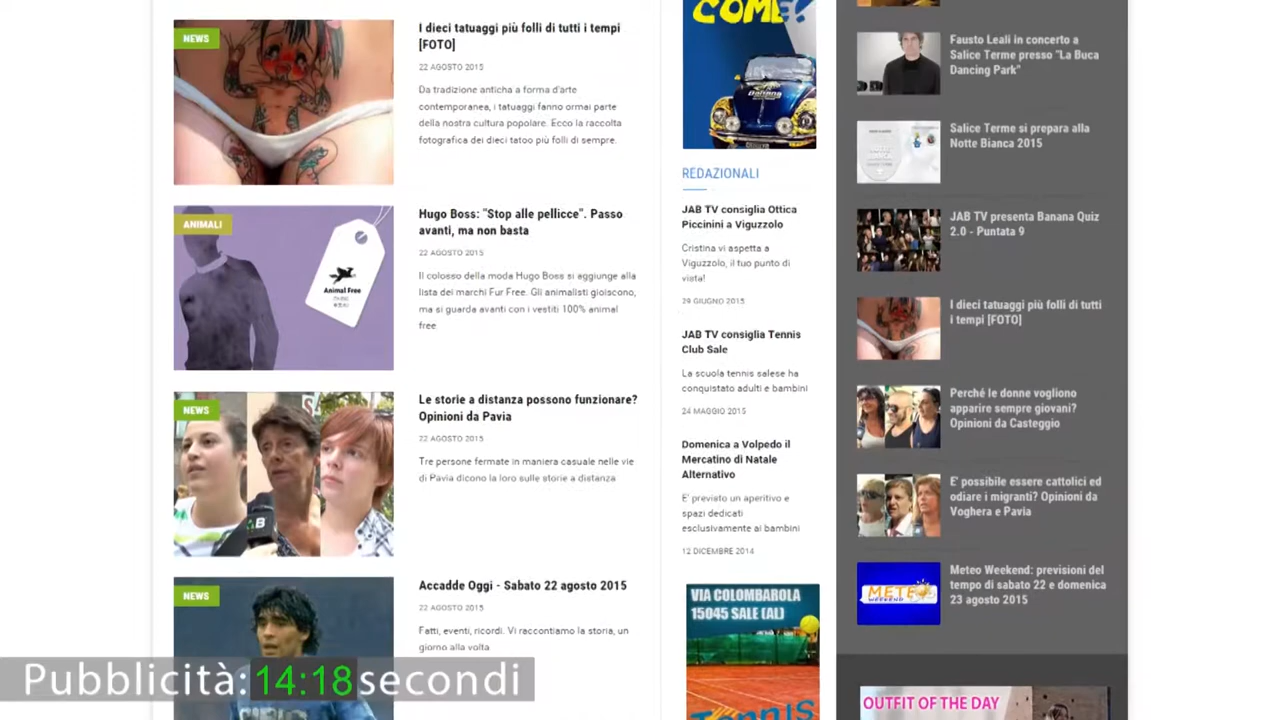 NEWS
I dieci tatuaggi più folli di tutti i tempi
[FOTO]
22 AGOSTO 2015
Da tradizione antica a forma d'arte
contemporanea, i tatuaggi fanno ormai parte
della nostra cultura popolare. Ecco la raccolta
fotografica dei dieci tatoo più folli di sempre.
ANIMALI
Animal Free
Hugo Boss: "Stop alle pellicce". Passo
avanti, ma non basta
22 AGOSTO 2015
Il colosso della moda Hugo Boss si aggiunge alla
lista dei marchi Fur Free. Gli animalisti gioiscono,
ma si guarda avanti con i vestiti 100% animal
free
NEWS
Le storie a distanza possono funzionare?
Opinioni da Pavia
22 AGOSTO 2015
Tre persone fermate in maniera casuale nelle vie
di Pavia dicono la loro sulle storie a distanza
NEWS
Accadde Oggi - Sabato 22 agosto 2015
22 AGOSTO 2015
Fatti, eventi, ricordi. Vi raccontiamo la storia, un
giorno alla volta
COME?
Banana
REDAZIONALI
JAB TV consiglia Ottica
Piccinini a Viguzzolo
Cristina vi aspetta a
Viguzzolo, il tuo punto di
vista!
29 GIUGNO 2015
JAB TV consiglia Tennis
Club Sale
La scuola tennis salese ha
conquistato adulti e bambini
24 MAGGIO 2015
Domenica a Volpedo il
Mercatino di Natale
Alternativo
E' previsto un aperitivo e
spazi dedicati
esclusivamente ai bambini
12 DICEMBRE 2014
VIA COLOMBAROLA
15045 SALE (AL)
Tennis
Fausto Leali in concerto a
Salice Terme presso "La Buca
Dancing Park"
Salice Terme si prepara alla
Notte Bianca 2015
JAB TV presenta Banana Quiz
2.0 - Puntata 9
I dieci tatuaggi più folli di tutti
i tempi [FOTO]
Perché le donne vogliono
apparire sempre giovani?
Opinioni da Casteggio
E' possibile essere cattolici ed
odiare i migranti? Opinioni da
Voghera e Pavia
METEO
WEEKEND
Meteo Weekend: previsioni del
tempo di sabato 22 e domenica
23 agosto 2015
OUTFIT OF THE DAY
Pubblicità: 14:18 secondi